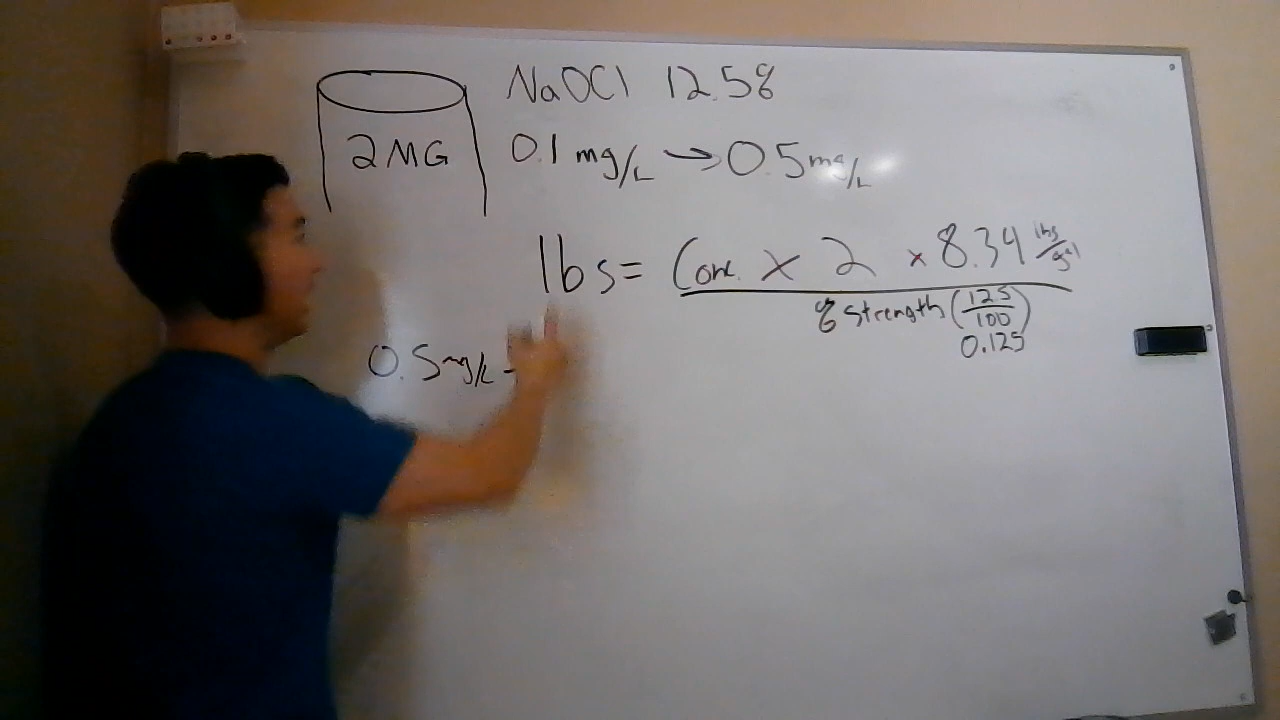 NaOCl 12.5%
2MG
0.1 mg/L → 0.5 mg/L
lbs = Conc. x 2 x 8.34 lbs/gal
% strength (12.5/100)
0.125
0.5 mg/L -